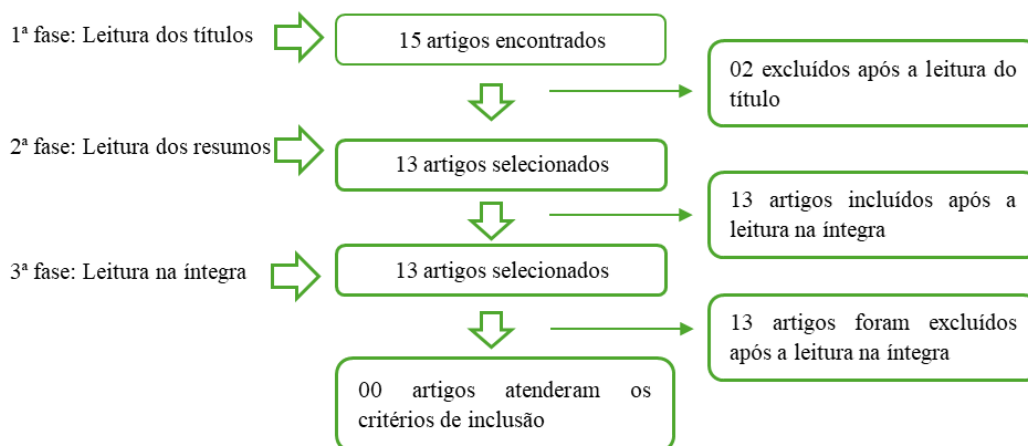 1ª fase: Leitura dos títulos
15 artigos encontrados
02 excluídos após a leitura do
título
2ª fase: Leitura dos resumos
13 artigos selecionados
13 artigos incluídos após a
leitura na íntegra
3ª fase: Leitura na íntegra
13 artigos selecionados
13 artigos foram excluídos
após a leitura na íntegra
00 artigos atenderam os
critérios de inclusão